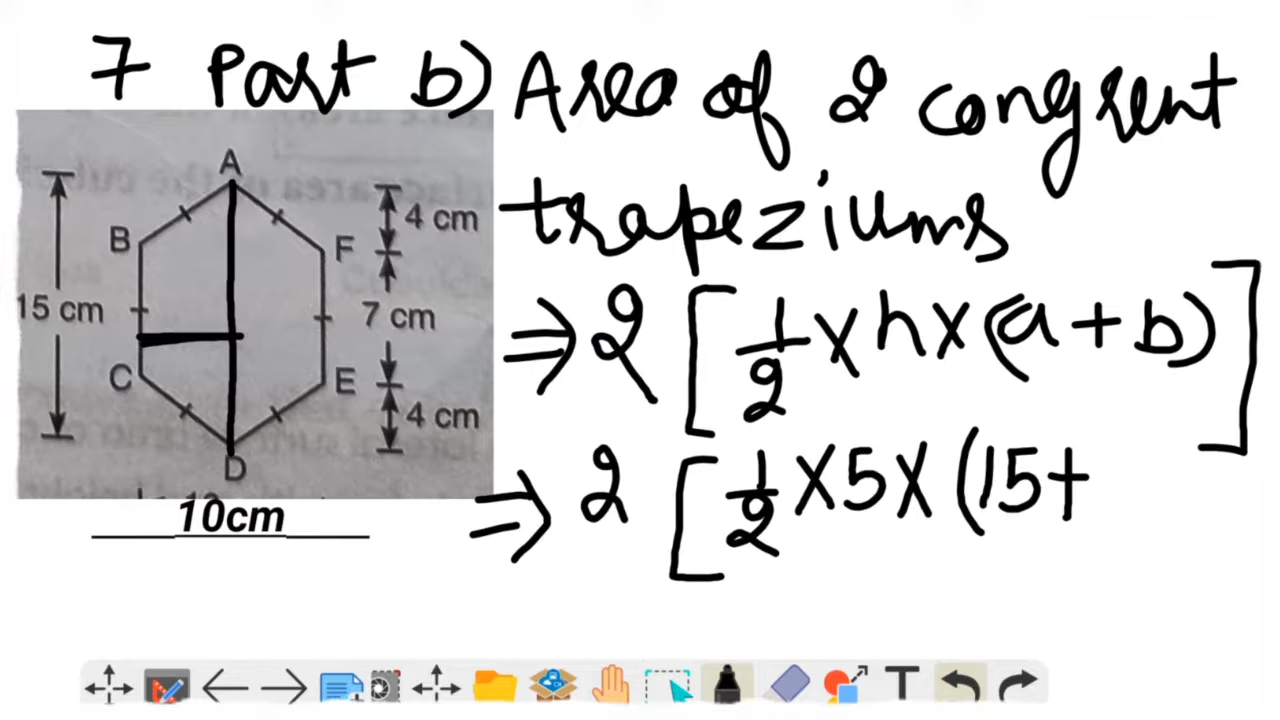 7 Part b) Area of 2 congrent
trapeziums
⇒ 2 [ 1/2 × h × (a + b) ]
⇒ 2 [ 1/2 × 5 × (15 +
A
B
F
C
E
D
15 cm
4 cm
7 cm
4 cm
10cm
T